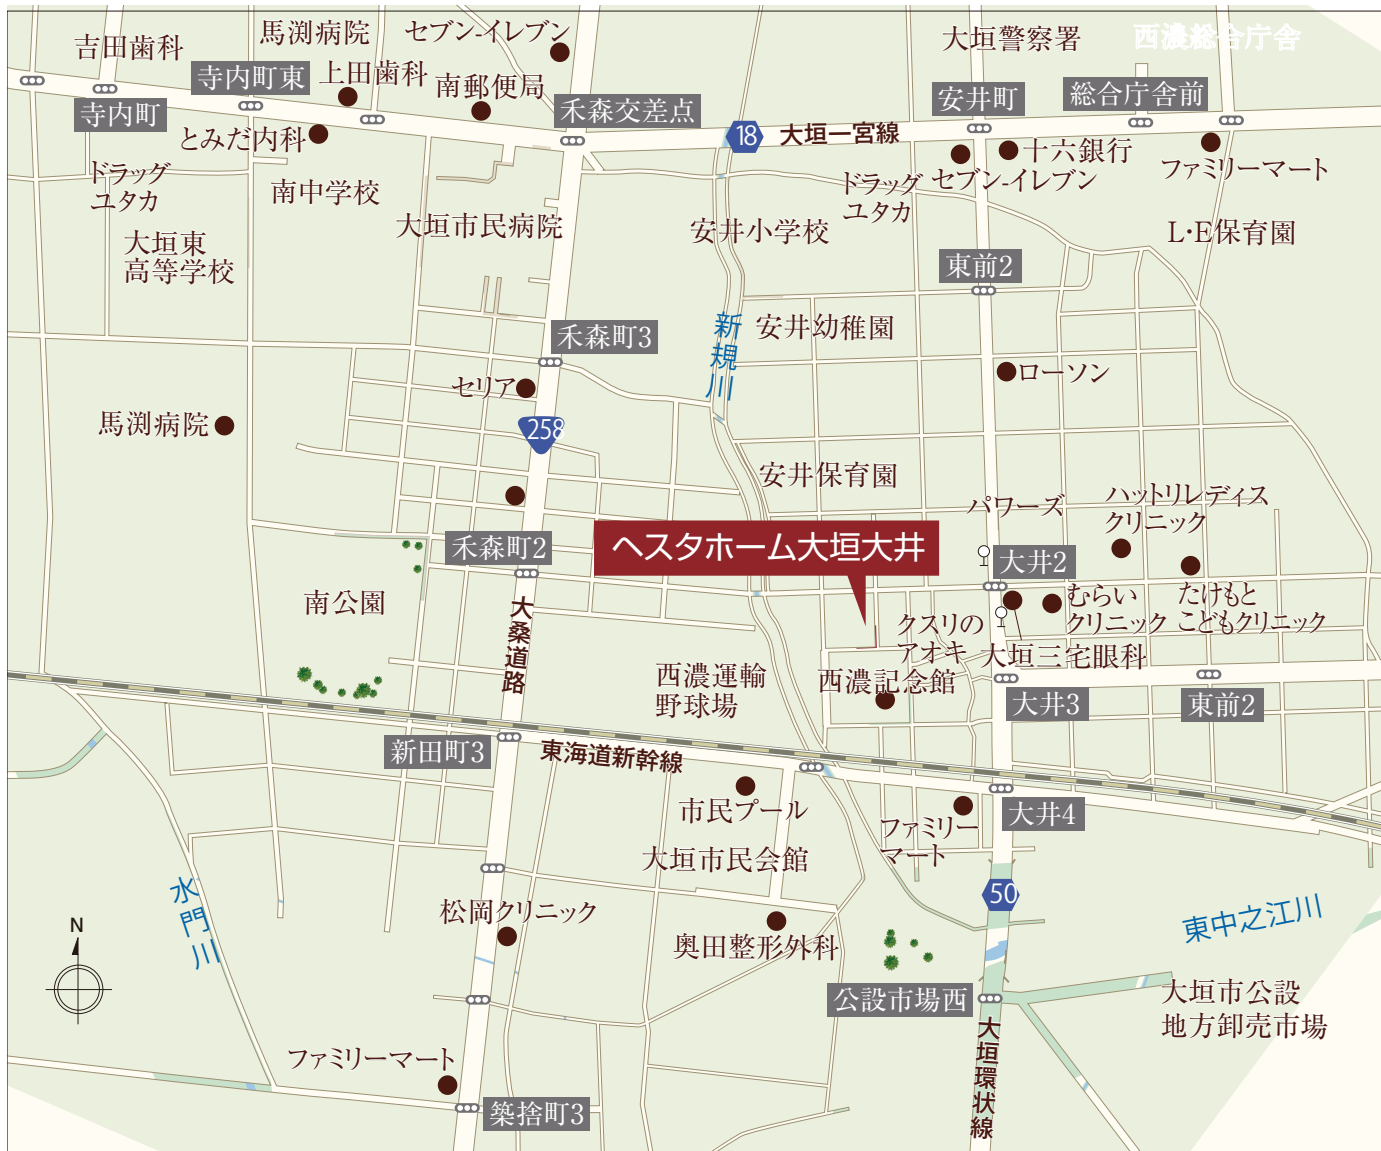 吉田歯科
馬渕病院
セブン-イレブン
大垣警察署
西濃総合庁舎
寺内町東
上田歯科
南郵便局
寺内町
禾森交差点
安井町
総合庁舎前
とみだ内科
18
大垣一宮線
十六銀行
セブン-イレブン
ファミリーマート
ドラッグ
ユタカ
南中学校
ドラッグ
ユタカ
大垣市民病院
安井小学校
L・E保育園
大垣東
高等学校
東前2
禾森町3
新規川
安井幼稚園
セリア
ローソン
馬渕病院
258
安井保育園
パワーズ
ハットリレディス
クリニック
禾森町2
ヘスタホーム大垣大井
大井2
南公園
大桑道路
むらい
クリニック
たけもと
こどもクリニック
クスリの
アオキ
大垣三宅眼科
西濃運輸
野球場
西濃記念館
大井3
東前2
新田町3
東海道新幹線
市民プール
ファミリー
マート
大井4
大垣市民会館
50
水門川
松岡クリニック
奥田整形外科
東中之江川
N
公設市場西
大垣市公設
地方卸売市場
大垣環状線
ファミリーマート
築捨町3